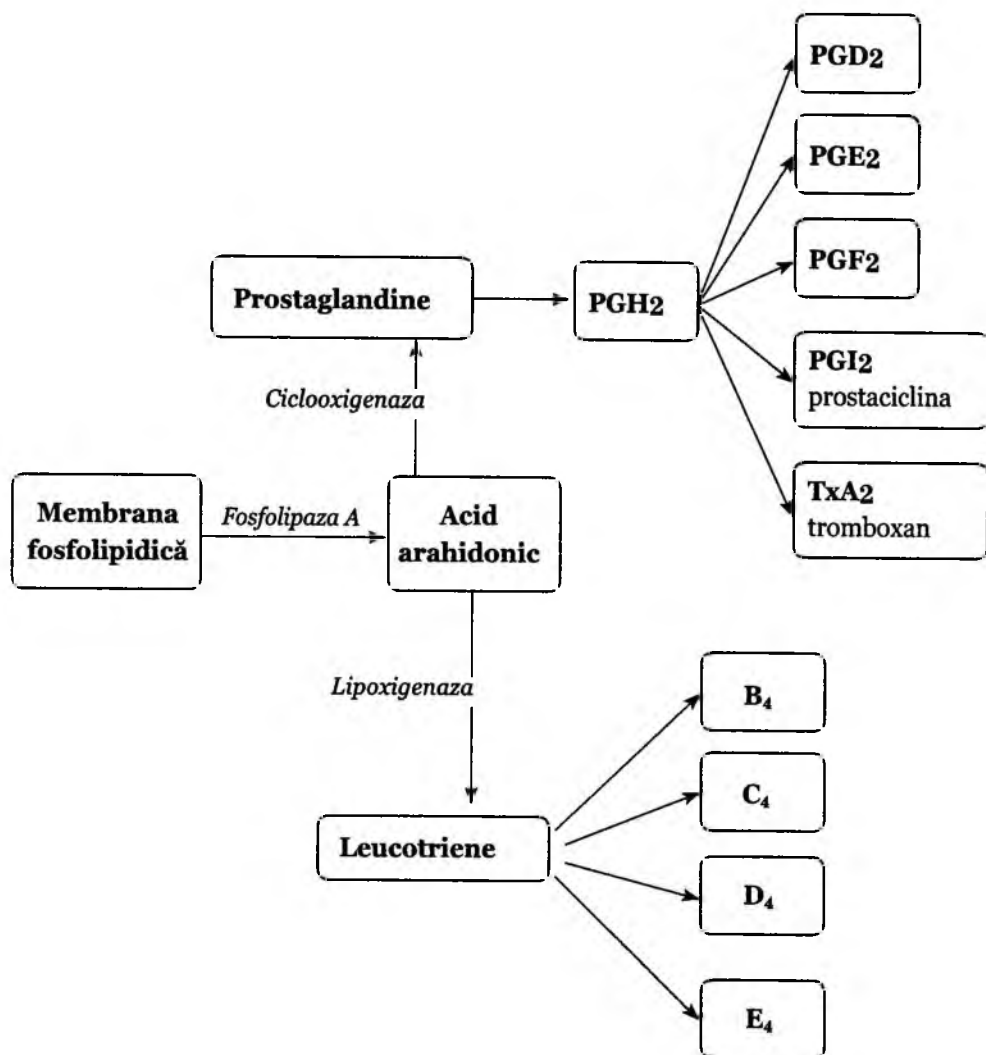 PGD2
PGE2
PGF2
Prostaglandine
PGH2
PGI2
prostaciclina
Ciclooxigenaza
TxA2
tromboxan
Membrana
fosfolipidică
Fosfolipaza A
Acid
arahidonic
Lipoxigenaza
B₄
C₄
Leucotriene
D₄
E₄